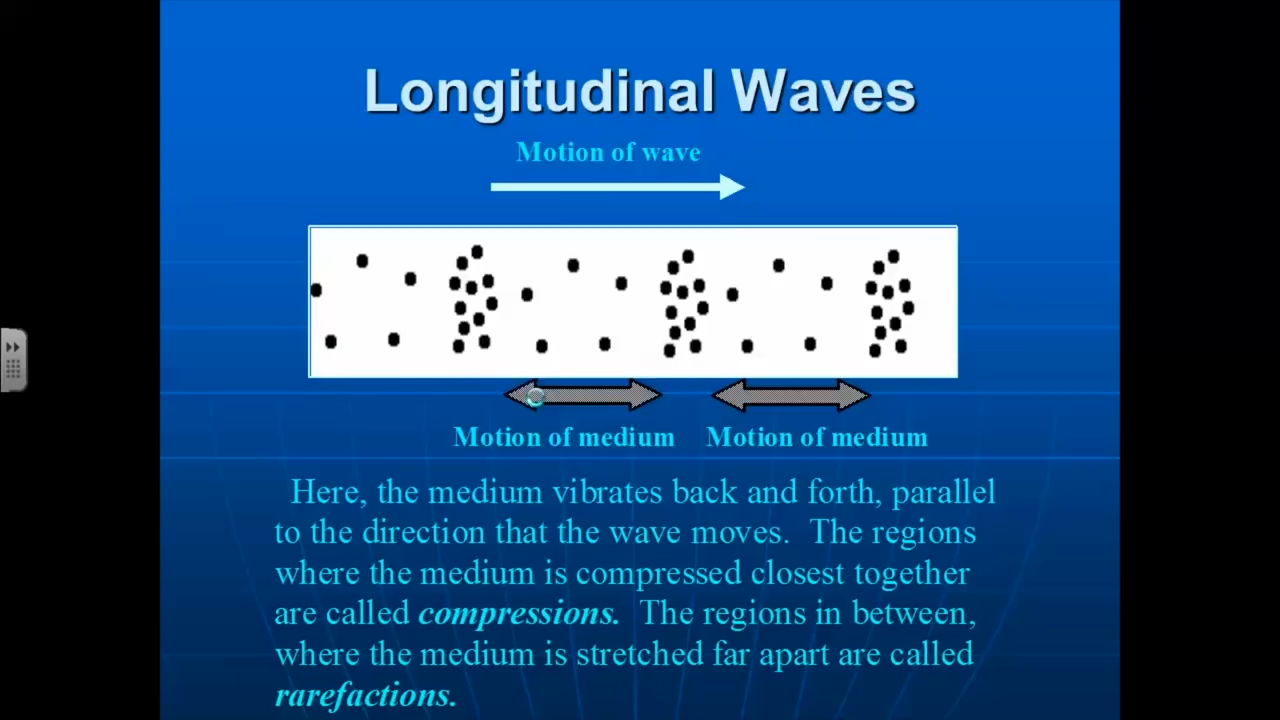 Longitudinal Waves
Motion of wave
Motion of medium Motion of medium
Here, the medium vibrates back and forth, parallel
to the direction that the wave moves. The regions
where the medium is compressed closest together
are called compressions. The regions in between,
where the medium is stretched far apart are called
rarefactions.